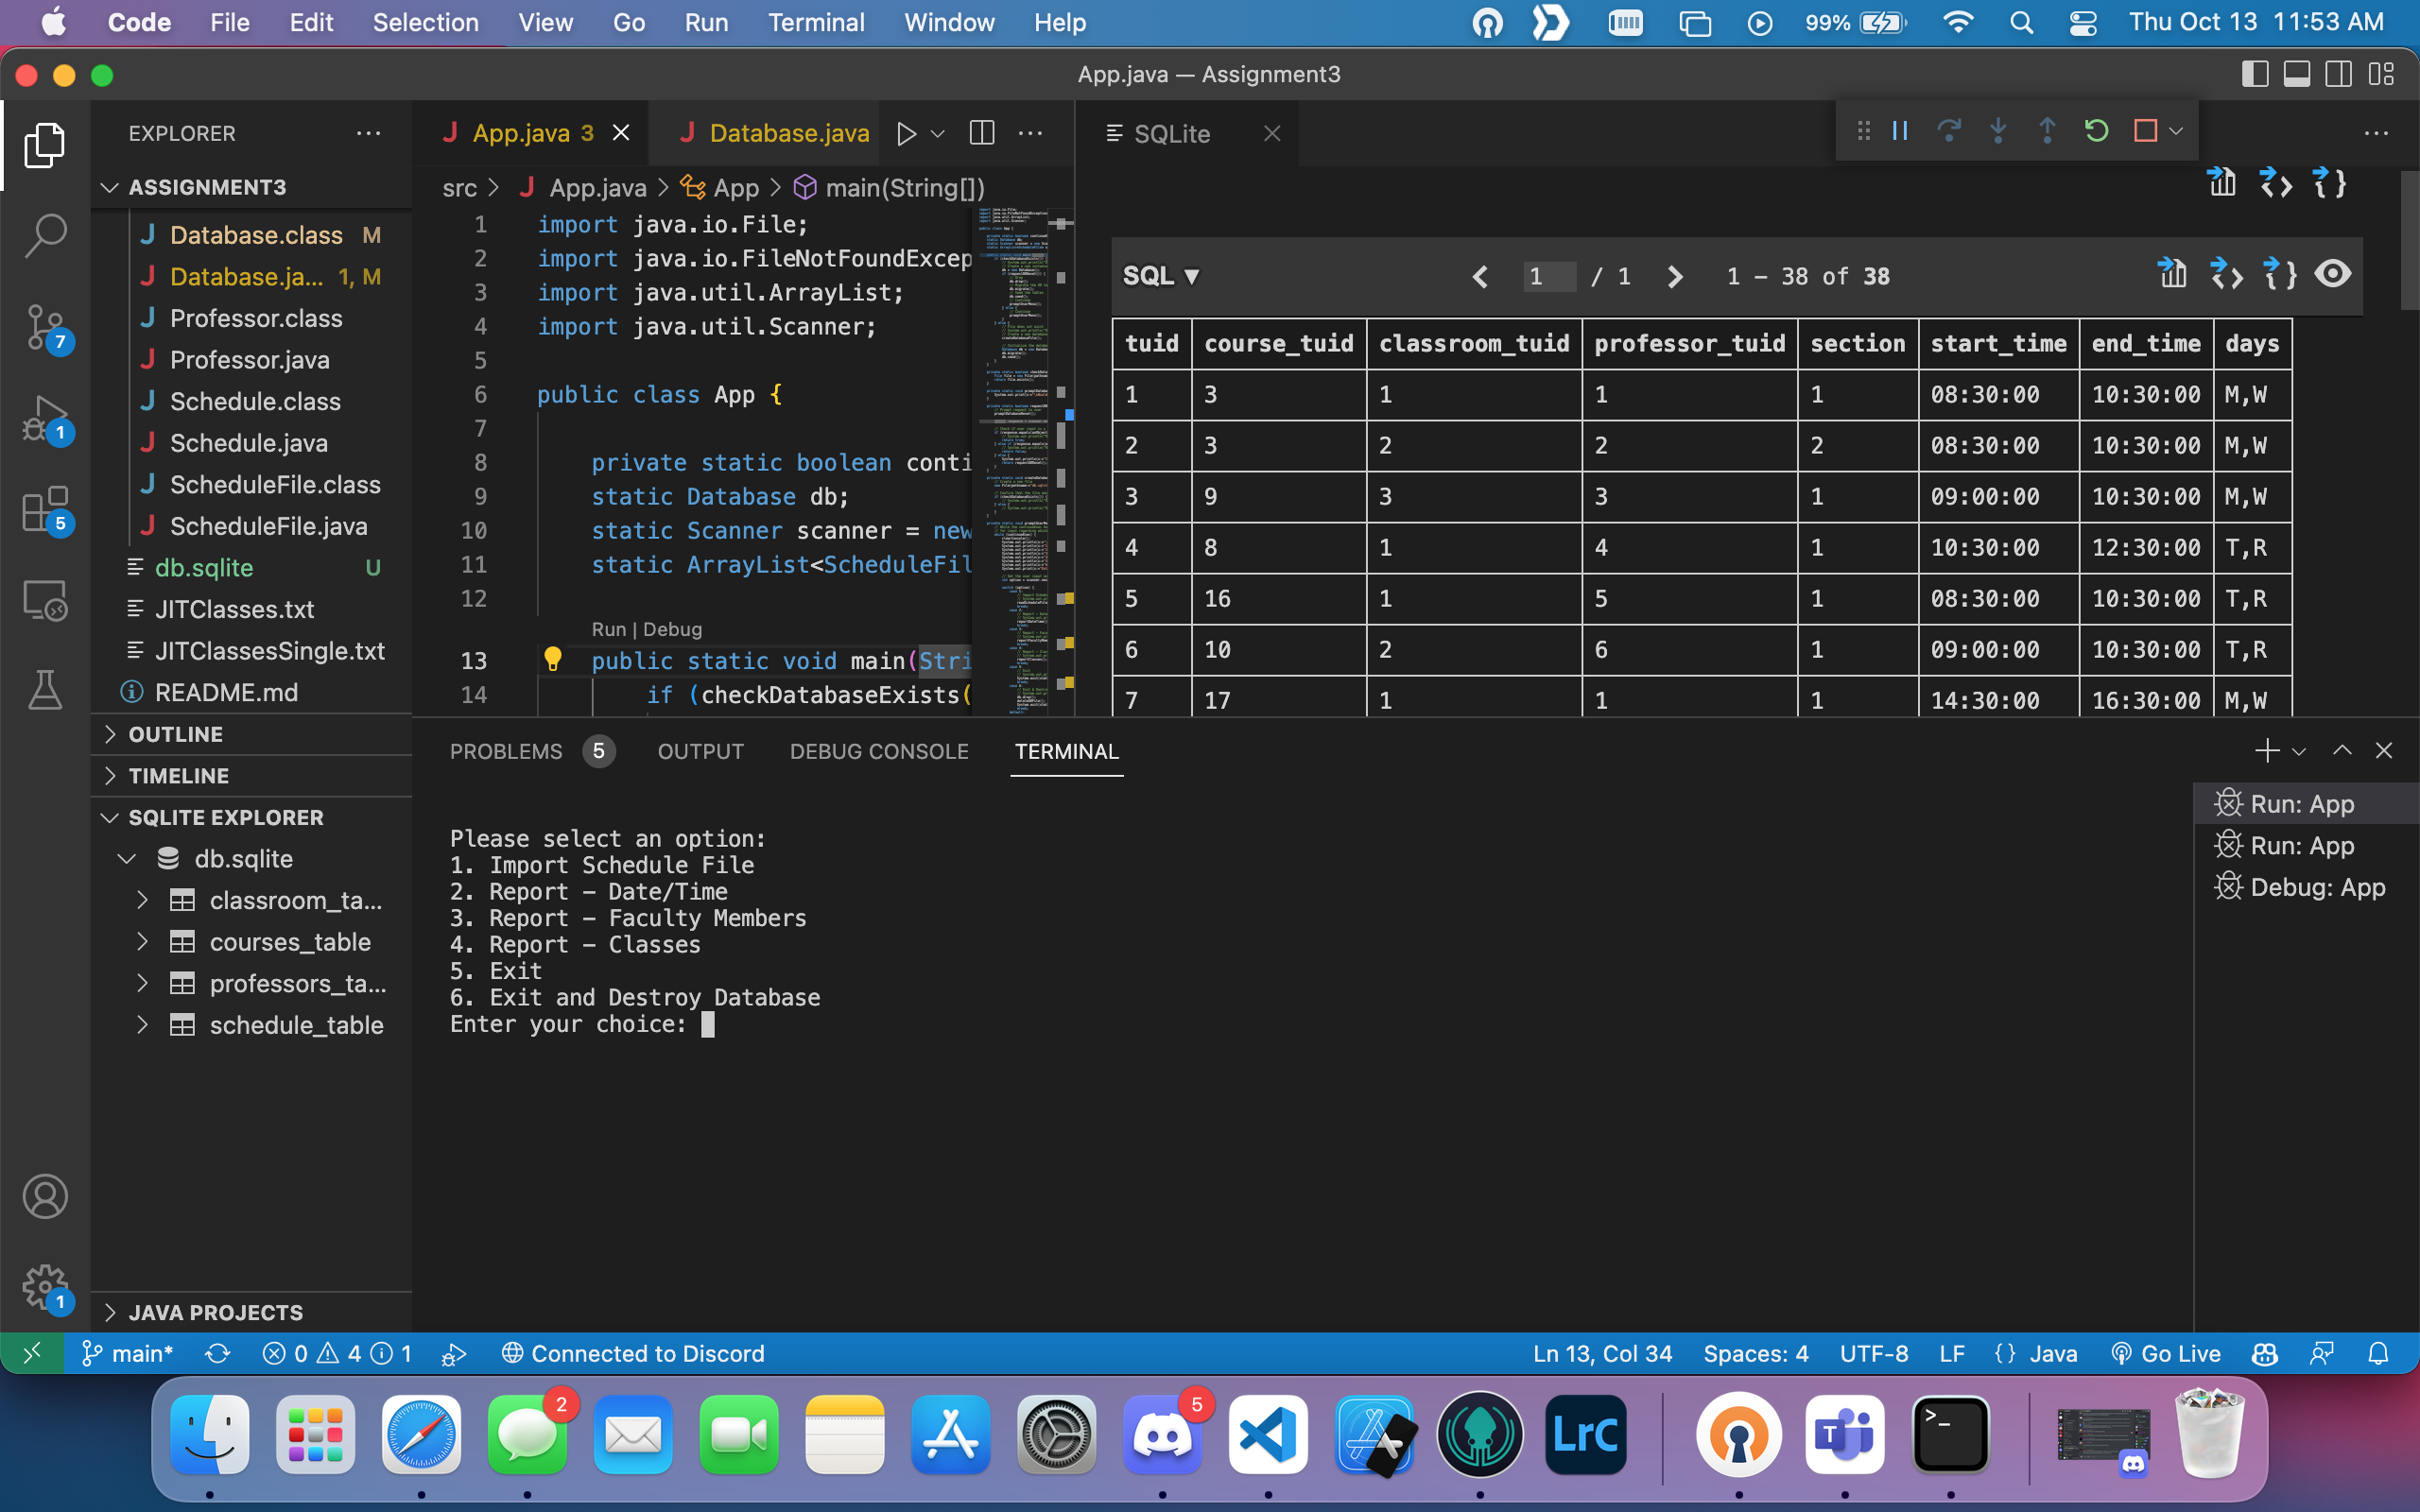 Code File Edit Selection View Go Run Terminal Window Help 99% Thu Oct 13 11:53 AM
App.java — Assignment3
EXPLORER
ASSIGNMENT3
Database.class M
Database.ja... 1, M
Professor.class
Professor.java
Schedule.class
Schedule.java
ScheduleFile.class
ScheduleFile.java
db.sqlite U
JITClasses.txt
JITClassesSingle.txt
README.md
OUTLINE
TIMELINE
SQLITE EXPLORER
db.sqlite
classroom_ta...
courses_table
professors_ta...
schedule_table
JAVA PROJECTS
7
1
5
1
App.java 3 Database.java
src > App.java > App > main(String[])
1 import java.io.File;
2 import java.io.FileNotFoundExcep
3 import java.util.ArrayList;
4 import java.util.Scanner;
5
6 public class App {
7
8 private static boolean conti
9 static Database db;
10 static Scanner scanner = new
11 static ArrayList<ScheduleFil
12
Run | Debug
13 public static void main(Stri
14 if (checkDatabaseExists(
SQLite
SQL ▼ 1 / 1 1 – 38 of 38
tuid course_tuid classroom_tuid professor_tuid section start_time end_time days
1 3 1 1 1 08:30:00 10:30:00 M,W
2 3 2 2 2 08:30:00 10:30:00 M,W
3 9 3 3 1 09:00:00 10:30:00 M,W
4 8 1 4 1 10:30:00 12:30:00 T,R
5 16 1 5 1 08:30:00 10:30:00 T,R
6 10 2 6 1 09:00:00 10:30:00 T,R
7 17 1 1 1 14:30:00 16:30:00 M,W
PROBLEMS 5 OUTPUT DEBUG CONSOLE TERMINAL
Please select an option:
1. Import Schedule File
2. Report – Date/Time
3. Report – Faculty Members
4. Report – Classes
5. Exit
6. Exit and Destroy Database
Enter your choice:
Run: App
Run: App
Debug: App
main* 0 4 1 Connected to Discord Ln 13, Col 34 Spaces: 4 UTF-8 LF {} Java Go Live
2
5
LrC
T
>_